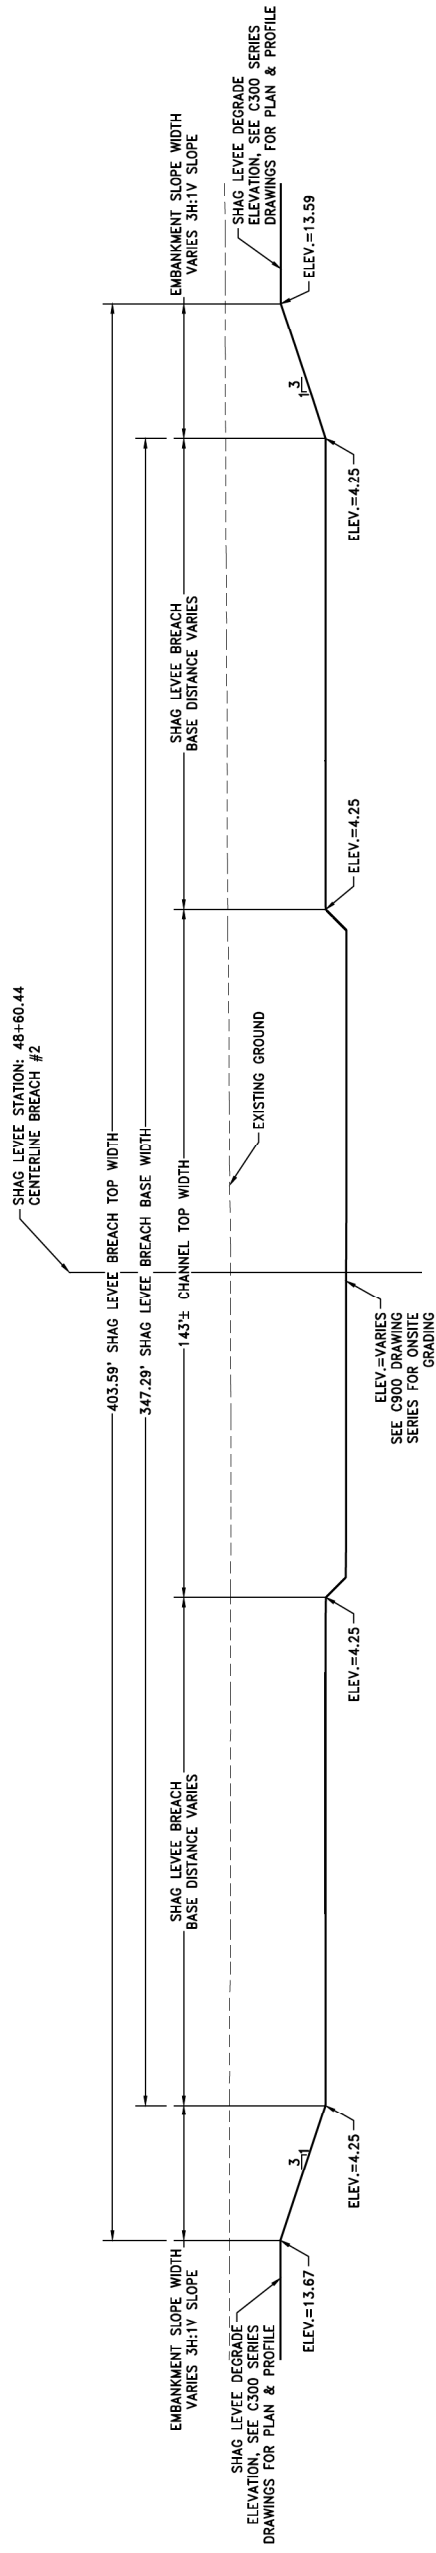 SHAG LEVEE STATION: 48+60.44
CENTERLINE BREACH #2
403.59' SHAG LEVEE BREACH TOP WIDTH
347.29' SHAG LEVEE BREACH BASE WIDTH
EMBANKMENT SLOPE WIDTH
VARIES 3H:1V SLOPE
SHAG LEVEE BREACH
BASE DISTANCE VARIES
143'± CHANNEL TOP WIDTH
SHAG LEVEE BREACH
BASE DISTANCE VARIES
EMBANKMENT SLOPE WIDTH
VARIES 3H:1V SLOPE
SHAG LEVEE DEGRADE
ELEVATION, SEE C300 SERIES
DRAWINGS FOR PLAN & PROFILE
EXISTING GROUND
SHAG LEVEE DEGRADE
ELEVATION, SEE C300 SERIES
DRAWINGS FOR PLAN & PROFILE
ELEV.=13.67
3
1
ELEV.=4.25
ELEV.=4.25
ELEV.=VARIES
SEE C900 DRAWING
SERIES FOR ONSITE
GRADING
ELEV.=4.25
ELEV.=4.25
1
3
ELEV.=13.59